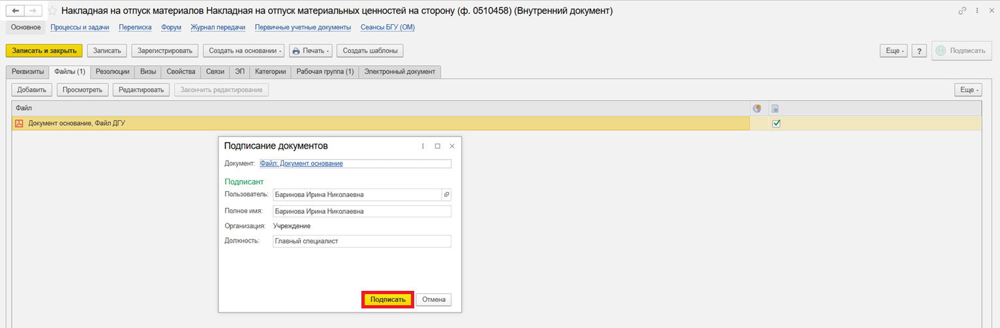 Накладная на отпуск материалов Накладная на отпуск материальных ценностей на сторону (ф. 0510458) (Внутренний документ)
Основное Процессы и задачи Переписка Форум Журнал передачи Первичные учетные документы Сеансы БГУ (ОМ)
Записать и закрыть Записать Зарегистрировать Создать на основании Печать Создать шаблоны Еще ? Подписать
Реквизиты Файлы (1) Резолюции Визы Свойства Связи ЭП Категории Рабочая группа (1) Электронный документ
Добавить Просмотреть Редактировать Закончить редактирование Еще
Файл
Документ основание, Файл ДГУ
Подписание документов
Документ: Файл: Документ основание
Подписант
Пользователь: Баринова Ирина Николаевна
Полное имя: Баринова Ирина Николаевна
Организация: Учреждение
Должность: Главный специалист
Подписать Отмена